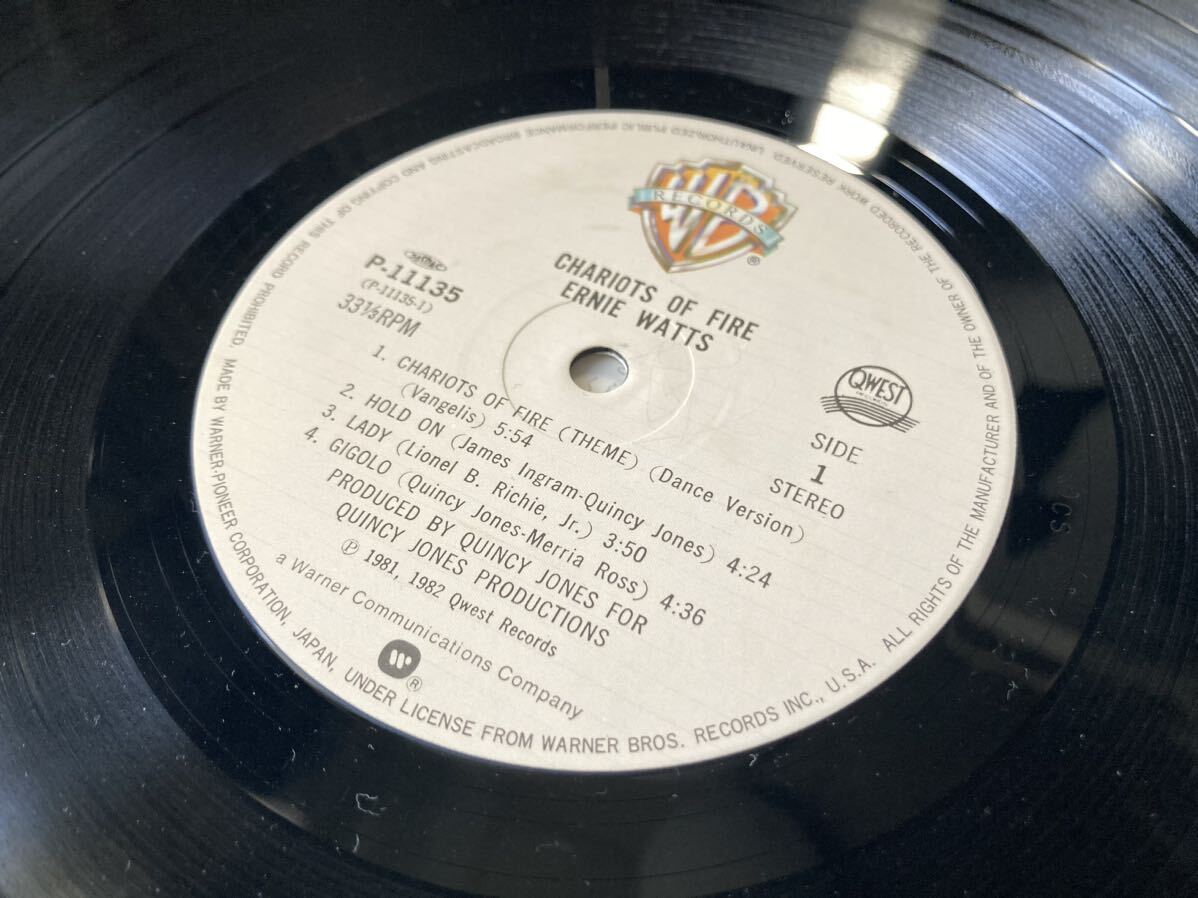 WB
RECORDS
®
CHARIOTS OF FIRE
ERNIE WATTS
P-11135
(P-11135-1)
33⅓RPM
QWEST
RECORDS
SIDE
1
STEREO
1. CHARIOTS OF FIRE (THEME) (Dance Version)
(Vangelis) 5:54
2. HOLD ON (James Ingram-Quincy Jones) 4:24
3. LADY (Lionel B. Richie, Jr.) 3:50
4. GIGOLO (Quincy Jones-Merria Ross) 4:36
PRODUCED BY QUINCY JONES FOR
QUINCY JONES PRODUCTIONS
Ⓟ 1981, 1982 Qwest Records
a Warner Communications Company
®
MADE BY WARNER-PIONEER CORPORATION, JAPAN, UNDER LICENSE FROM WARNER BROS. RECORDS INC., U.S.A. ALL RIGHTS OF THE MANUFACTURER AND OF THE OWNER OF THE RECORDED WORK RESERVED. UNAUTHORIZED PUBLIC PERFORMANCE BROADCASTING AND COPYING OF THIS RECORD PROHIBITED.